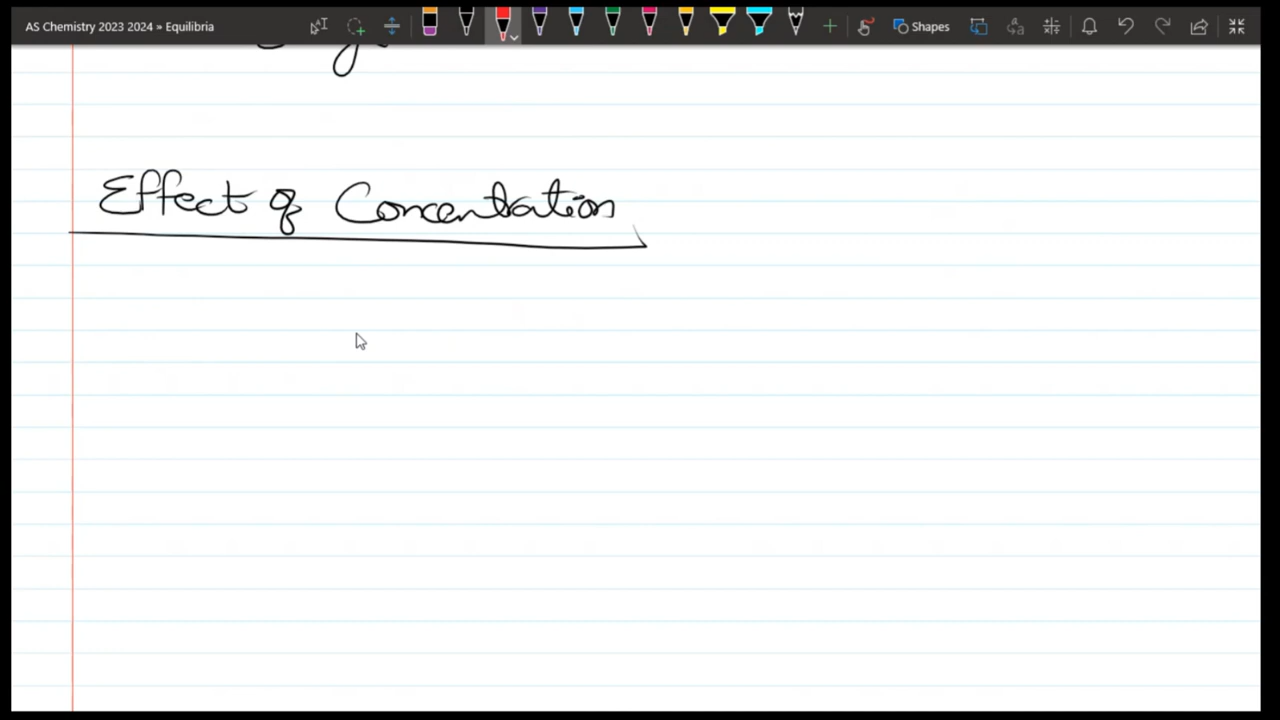 AS Chemistry 2023 2024 » Equilibria
Shapes
Effect of Concentration